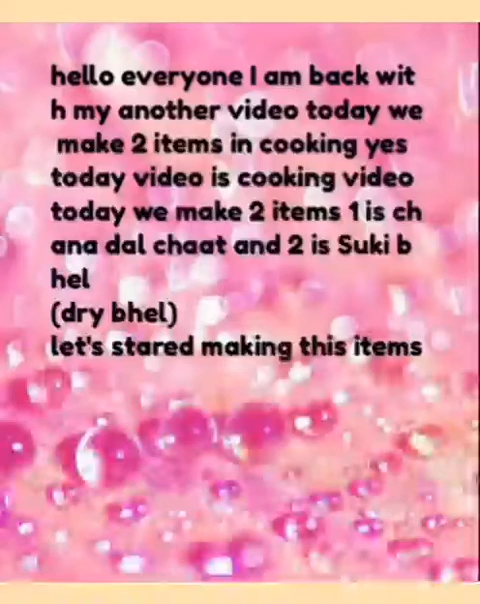 hello everyone I am back wit
h my another video today we
make 2 items in cooking yes
today video is cooking video
today we make 2 items 1 is ch
ana dal chaat and 2 is Suki b
hel
(dry bhel)
let's stared making this items